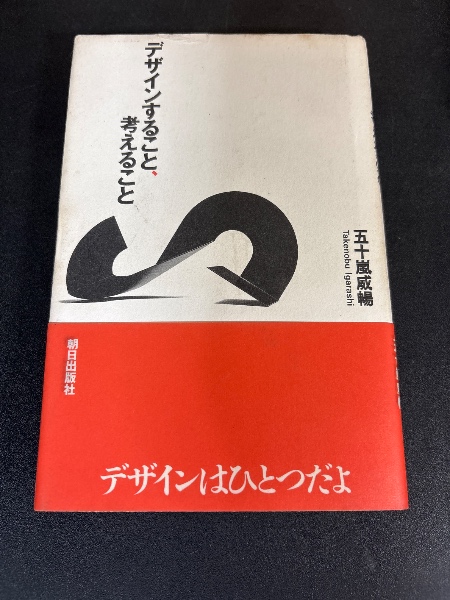 デザインすること、
考えること
五十嵐威暢
Takenobu Igarashi
朝日出版社
デザインはひとつだよ